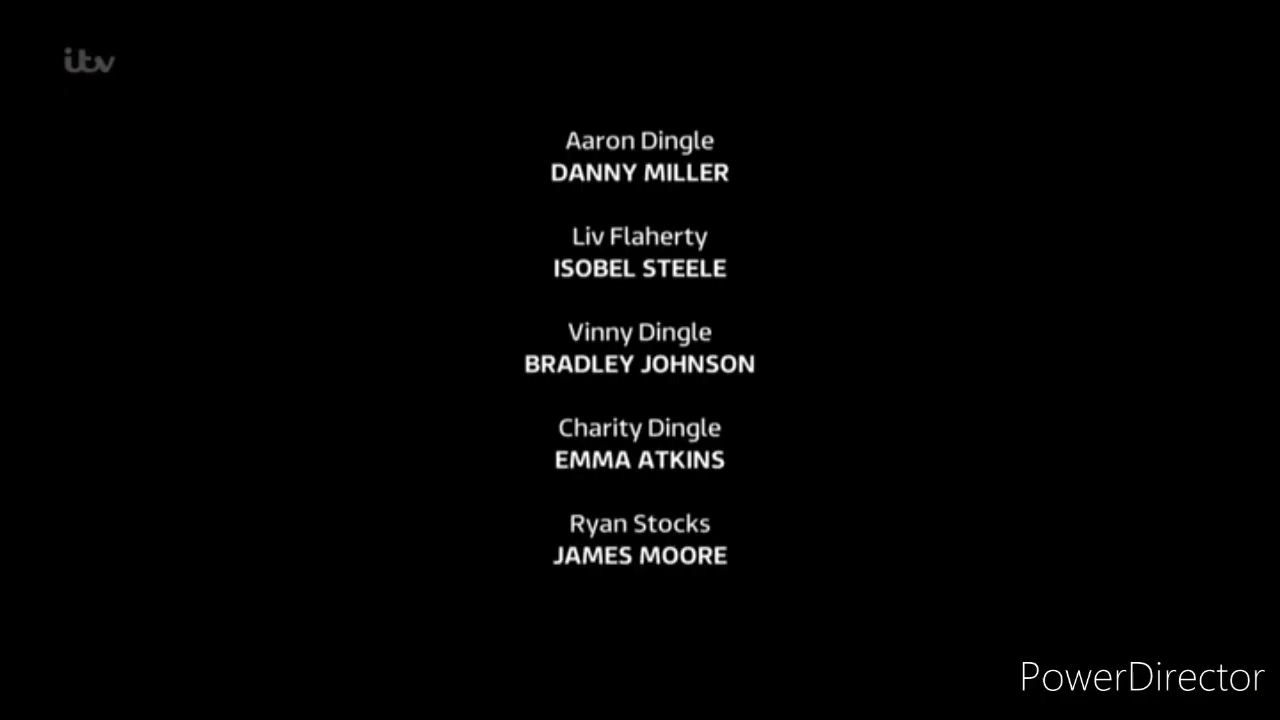 itv
Aaron Dingle
DANNY MILLER
Liv Flaherty
ISOBEL STEELE
Vinny Dingle
BRADLEY JOHNSON
Charity Dingle
EMMA ATKINS
Ryan Stocks
JAMES MOORE
PowerDirector